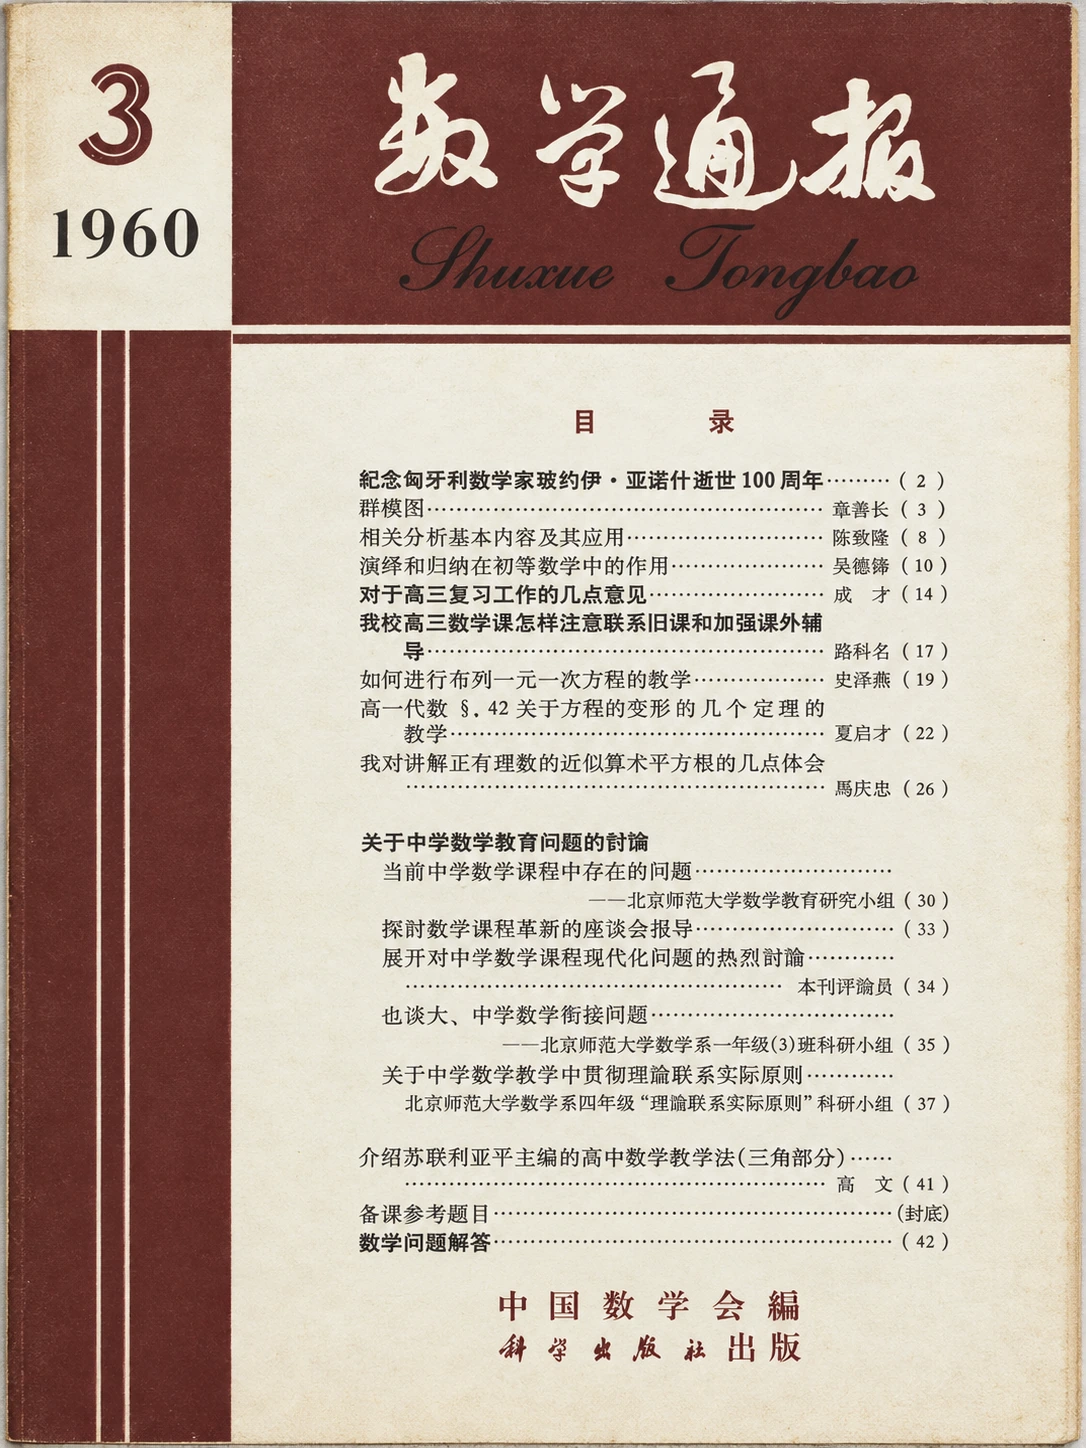 3
1960
数学通报
Shuxue Tongbao
目 录
紀念匈牙利数学家玻约伊·亚诺什逝世100周年………( 2 )
群模图……………………………………………… 章善长 ( 3 )
相关分析基本内容及其应用……………………… 陈致隆 ( 8 )
演绎和归纳在初等数学中的作用………………… 吴德锑 ( 10 )
对于高三复习工作的几点意见…………………… 成 才 ( 14 )
我校高三数学课怎样注意联系旧课和加强课外辅
导………………………………………………… 路科名 ( 17 )
如何进行布列一元一次方程的教学……………… 史泽燕 ( 19 )
高一代数 §. 42 关于方程的变形的几个定理的
教学……………………………………………… 夏启才 ( 22 )
我对讲解正有理数的近似算术平方根的几点体会
………………………………………………… 馬庆忠 ( 26 )
关于中学数学教育问题的討論
当前中学数学课程中存在的问题………………………
——北京师范大学数学教育研究小组 ( 30 )
探討数学课程革新的座谈会报导……………………… ( 33 )
展开对中学数学课程现代化问题的热烈討論…………
…………………………………………… 本刊评論员 ( 34 )
也谈大、中学数学衔接问题……………………………
——北京师范大学数学系一年级(3)班科研小组 ( 35 )
关于中学数学教学中贯彻理論联系实际原则…………
北京师范大学数学系四年级“理論联系实际原则”科研小组 ( 37 )
介绍苏联利亚平主编的高中数学教学法(三角部分)……
………………………………………………… 高 文 ( 41 )
备课参考题目……………………………………………(封底)
数学问题解答…………………………………………… ( 42 )
中国数学会編
科学出版社出版